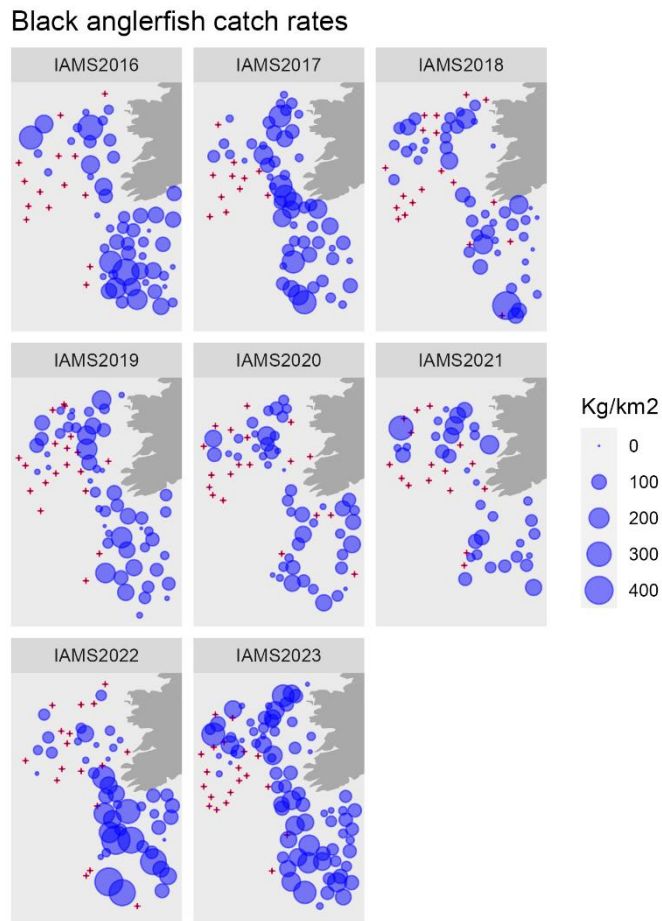 Black anglerfish catch rates
IAMS2016 IAMS2017 IAMS2018
IAMS2019 IAMS2020 IAMS2021
Kg/km2
0
100
200
300
400
IAMS2022 IAMS2023